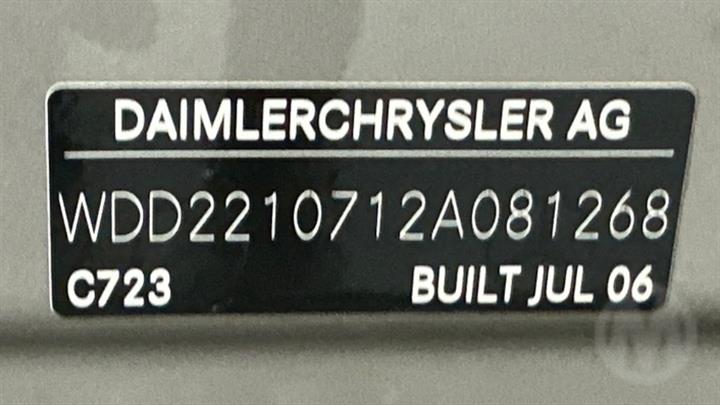 DAIMLERCHRYSLER AG
WDD2210712A081268
C723 BUILT JUL 06